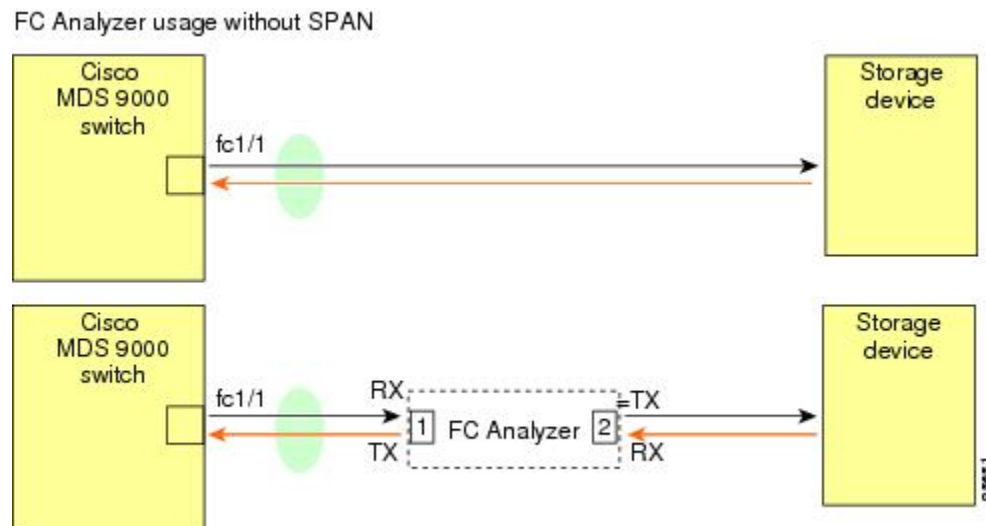 FC Analyzer usage without SPAN
Cisco
MDS 9000
switch
Storage
device
fc1/1
Cisco
MDS 9000
switch
Storage
device
fc1/1
RX
=TX
1
FC Analyzer
2
TX
RX